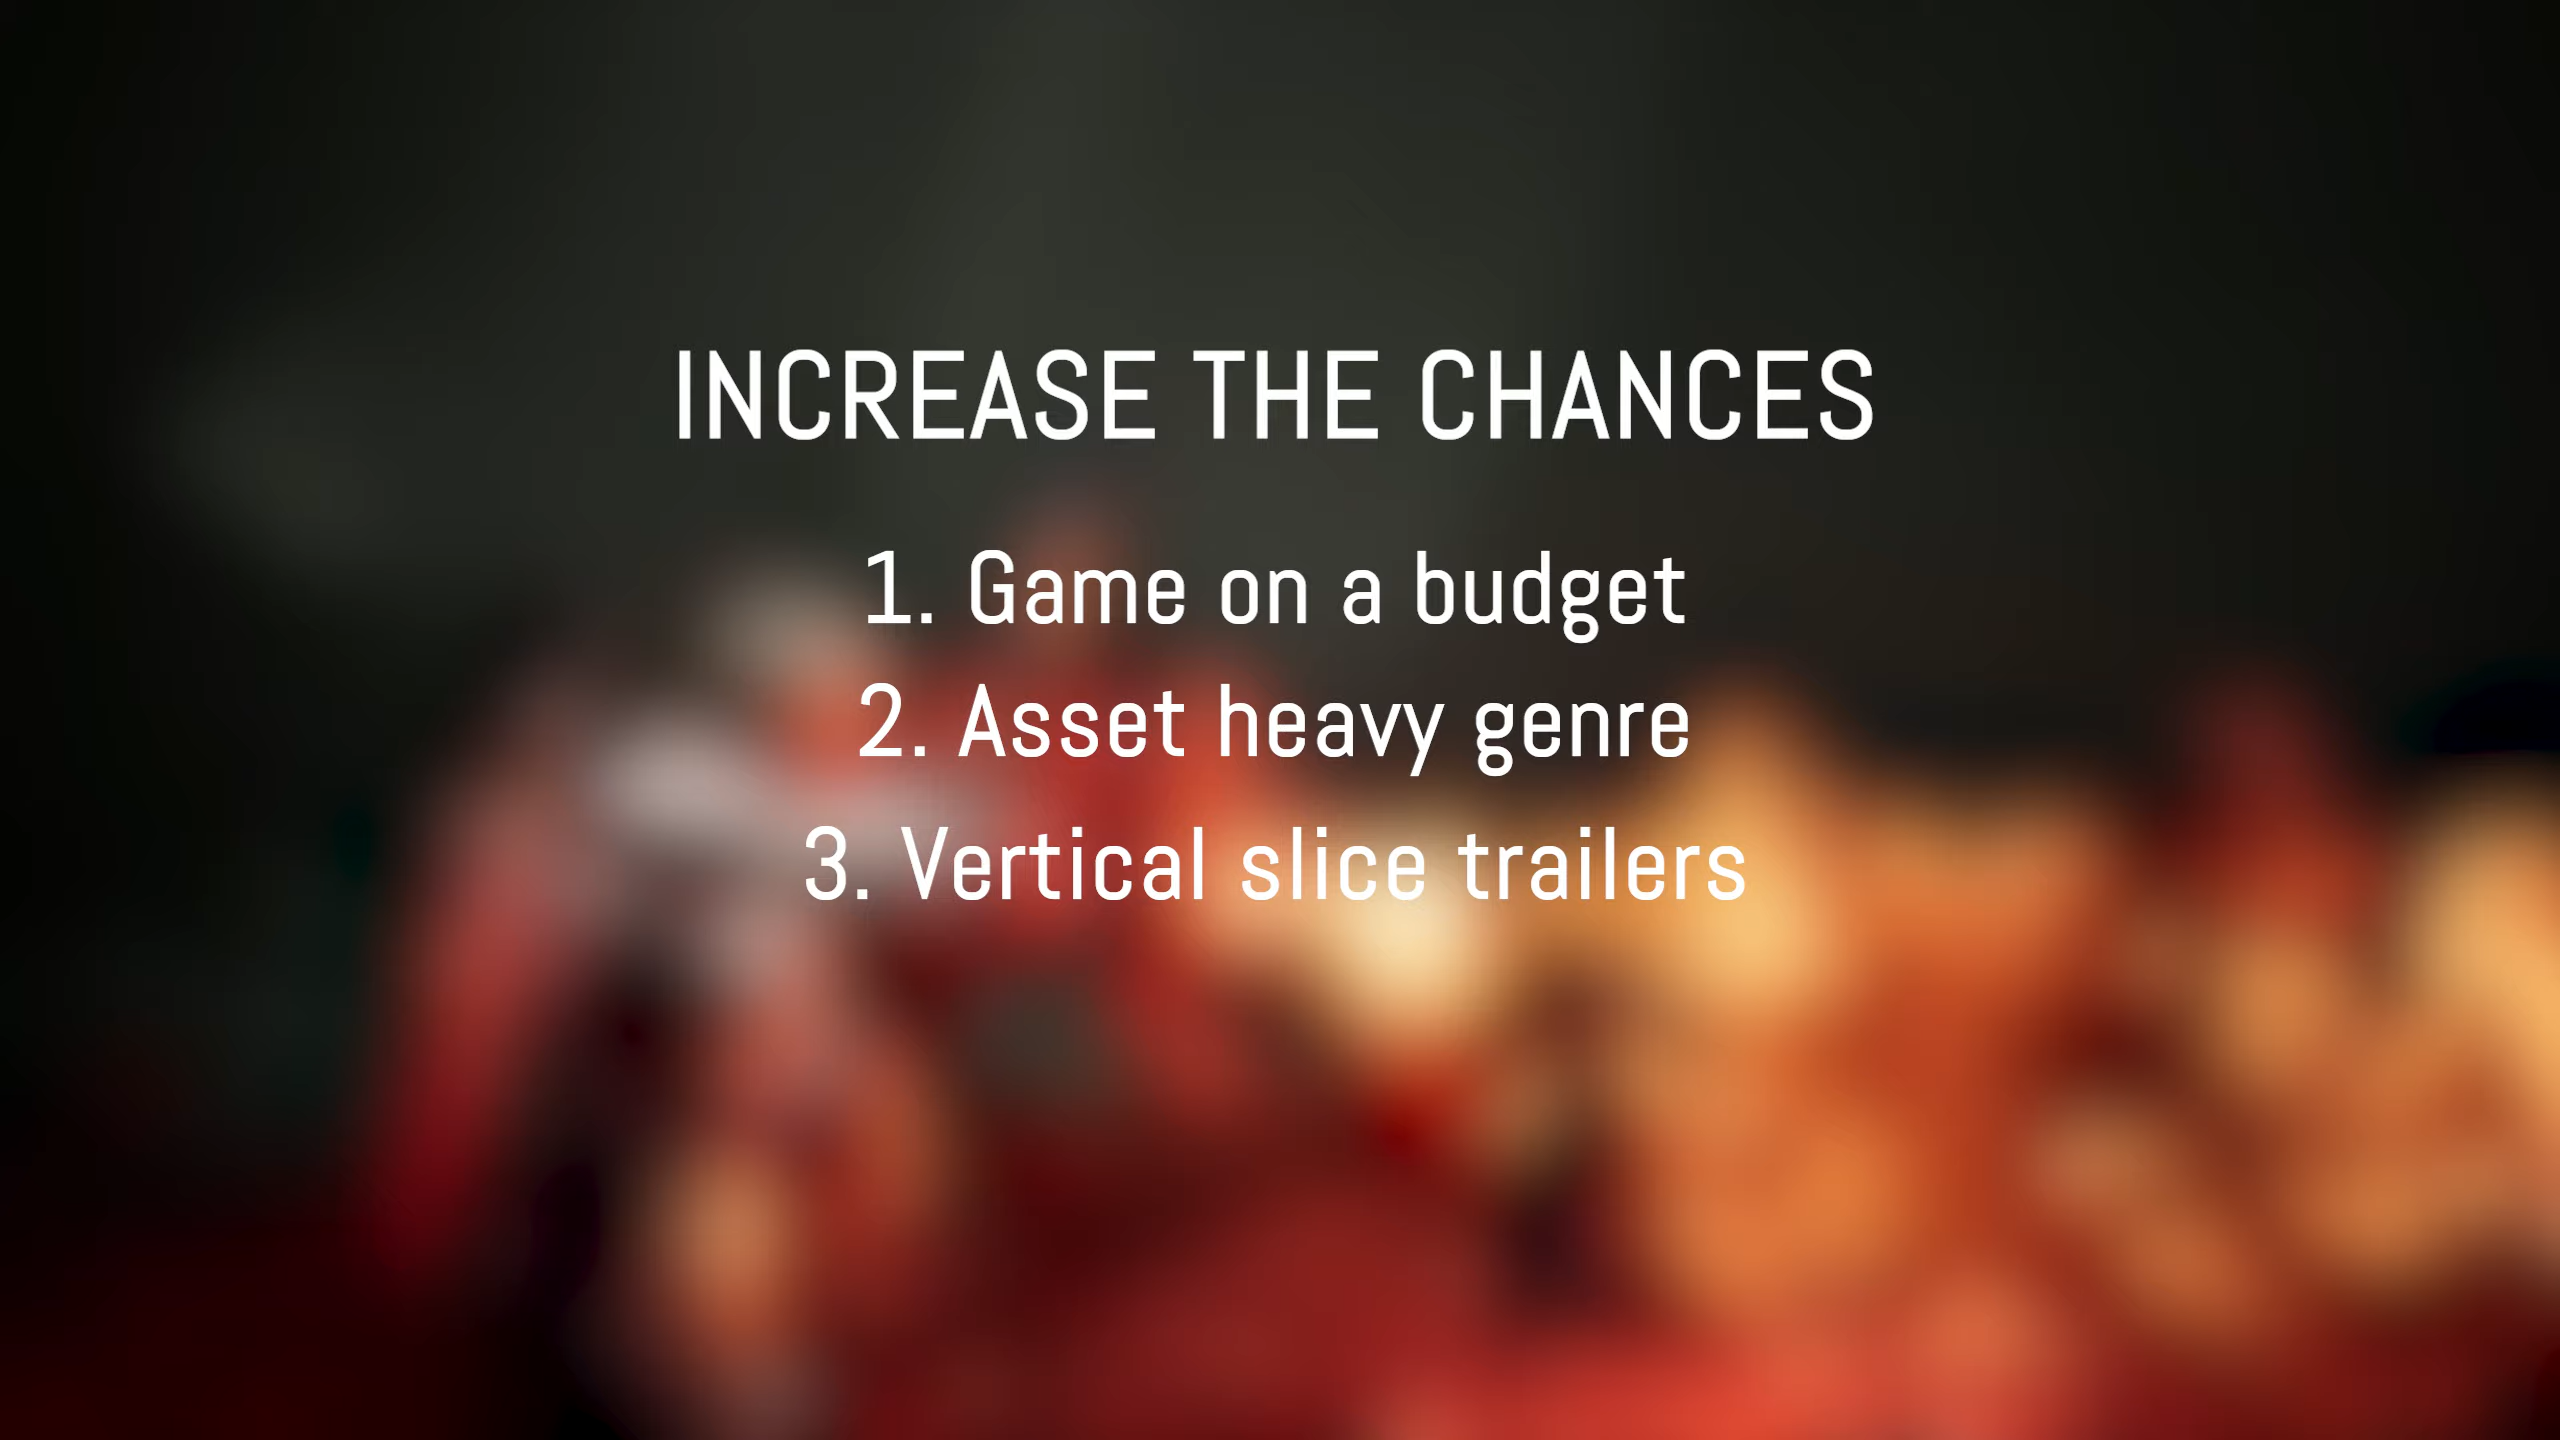 INCREASE THE CHANCES
1. Game on a budget
2. Asset heavy genre
3. Vertical slice trailers